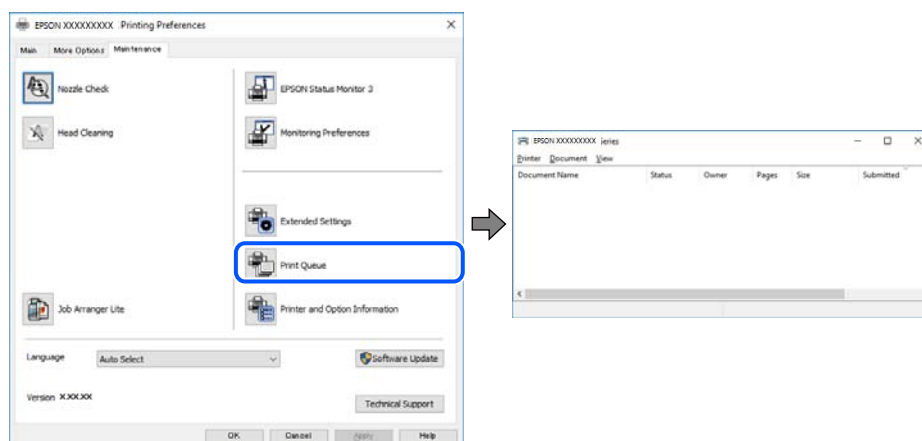 EPSON XXXXXXXXX Printing Preferences
Main More Options Maintenance
Nozzle Check
EPSON Status Monitor 3
Head Cleaning
Monitoring Preferences
Extended Settings
Print Queue
Job Arranger Lite
Printer and Option Information
Language Auto Select Software Update
Version X.XX.XX
Technical Support
OK Cancel Apply Help
EPSON XXXXXXXXX ieries
Printer Document View
Document Name Status Owner Pages Size Submitted